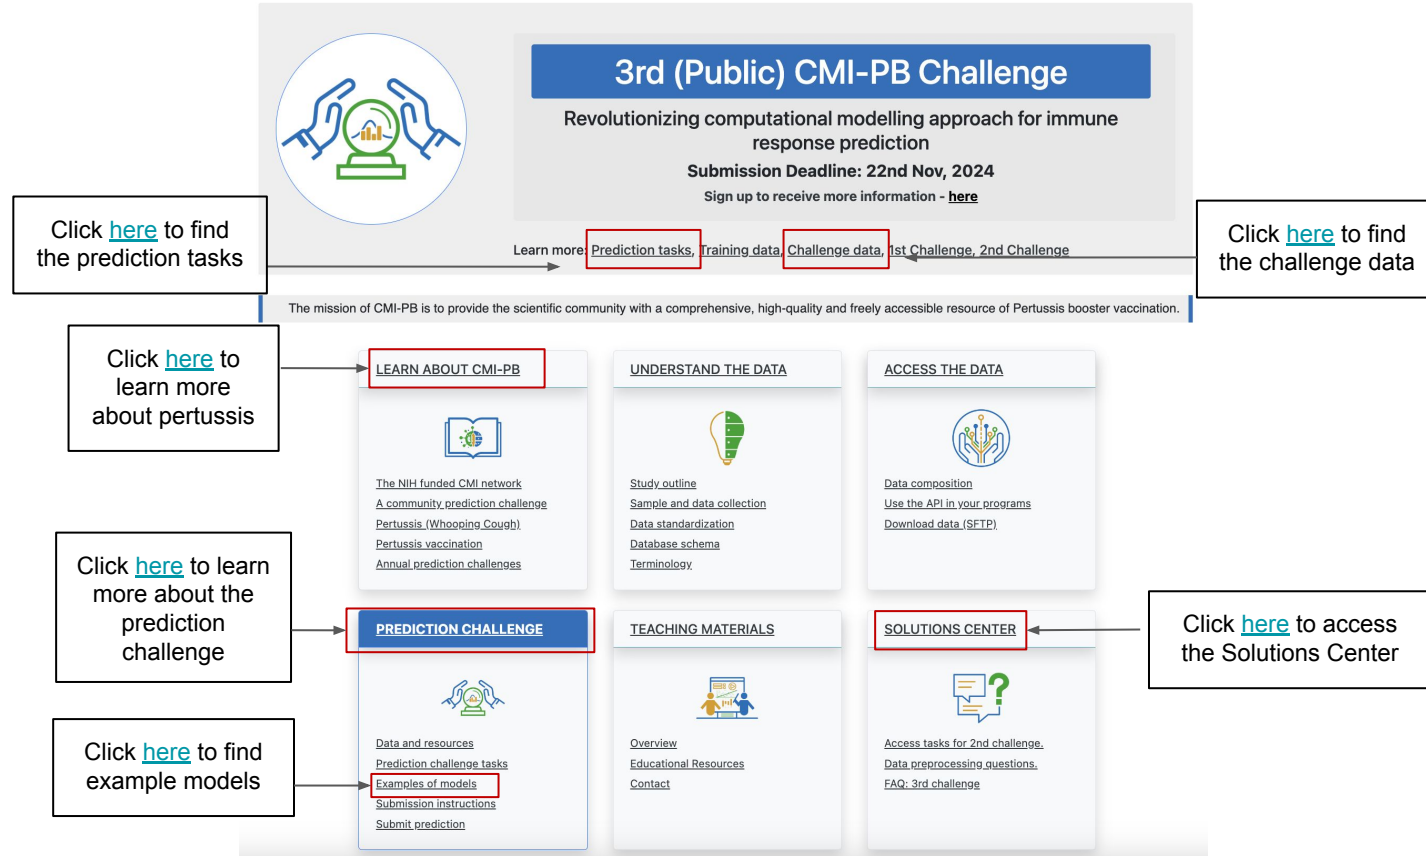 3rd (Public) CMI-PB Challenge
Revolutionizing computational modelling approach for immune
response prediction
Submission Deadline: 22nd Nov, 2024
Sign up to receive more information - here
Click here to find
the prediction tasks
Learn more: Prediction tasks, Training data, Challenge data, 1st Challenge, 2nd Challenge
Click here to find
the challenge data
The mission of CMI-PB is to provide the scientific community with a comprehensive, high-quality and freely accessible resource of Pertussis booster vaccination.
Click here to
learn more
about pertussis
LEARN ABOUT CMI-PB
The NIH funded CMI network
A community prediction challenge
Pertussis (Whooping Cough)
Pertussis vaccination
Annual prediction challenges
UNDERSTAND THE DATA
Study outline
Sample and data collection
Data standardization
Database schema
Terminology
ACCESS THE DATA
Data composition
Use the API in your programs
Download data (SFTP)
Click here to learn
more about the
prediction
challenge
PREDICTION CHALLENGE
Data and resources
Prediction challenge tasks
Examples of models
Submission instructions
Submit prediction
Click here to find
example models
TEACHING MATERIALS
Overview
Educational Resources
Contact
SOLUTIONS CENTER
Access tasks for 2nd challenge.
Data preprocessing questions.
FAQ: 3rd challenge
Click here to access
the Solutions Center